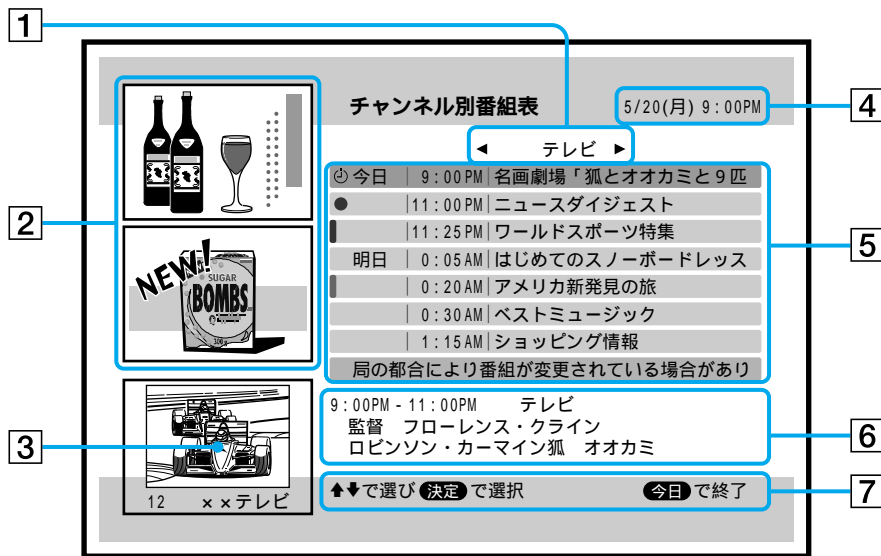 1
チャンネル別番組表
5/20(月) 9:00PM
4
◀ テレビ ▶
今日 9:00PM 名画劇場「狐とオオカミと9匹
11:00PM ニュースダイジェスト
11:25PM ワールドスポーツ特集
明日 0:05AM はじめてのスノーボードレッス
0:20AM アメリカ新発見の旅
0:30AM ベストミュージック
1:15AM ショッピング情報
局の都合により番組が変更されている場合があり
5
2
NEW!
SUGAR
BOMBS
300g
9:00PM-11:00PM テレビ
監督 フローレンス・クライン
ロビンソン・カーマイン狐 オオカミ
6
3
12 ××テレビ
↑↓で選び 決定 で選択 今日 で終了
7